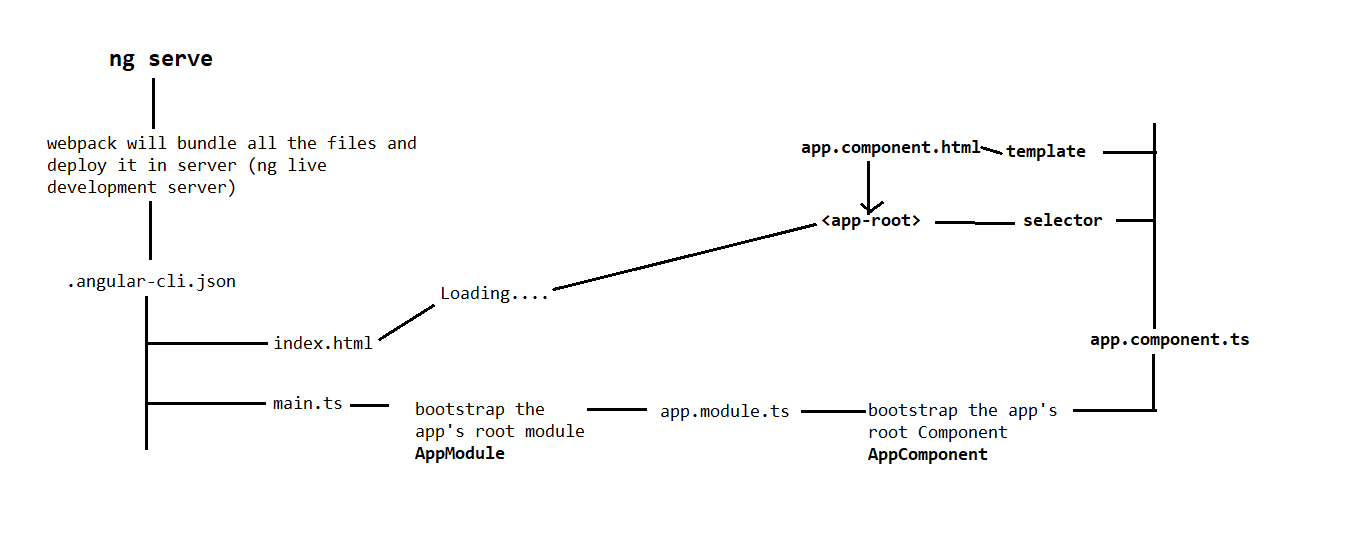 ng serve
webpack will bundle all the files and
deploy it in server (ng live
development server)
.angular-cli.json
index.html
Loading....
main.ts
bootstrap the
app's root module
AppModule
app.module.ts
bootstrap the app's
root Component
AppComponent
app.component.ts
app.component.html
template
<app-root>
selector